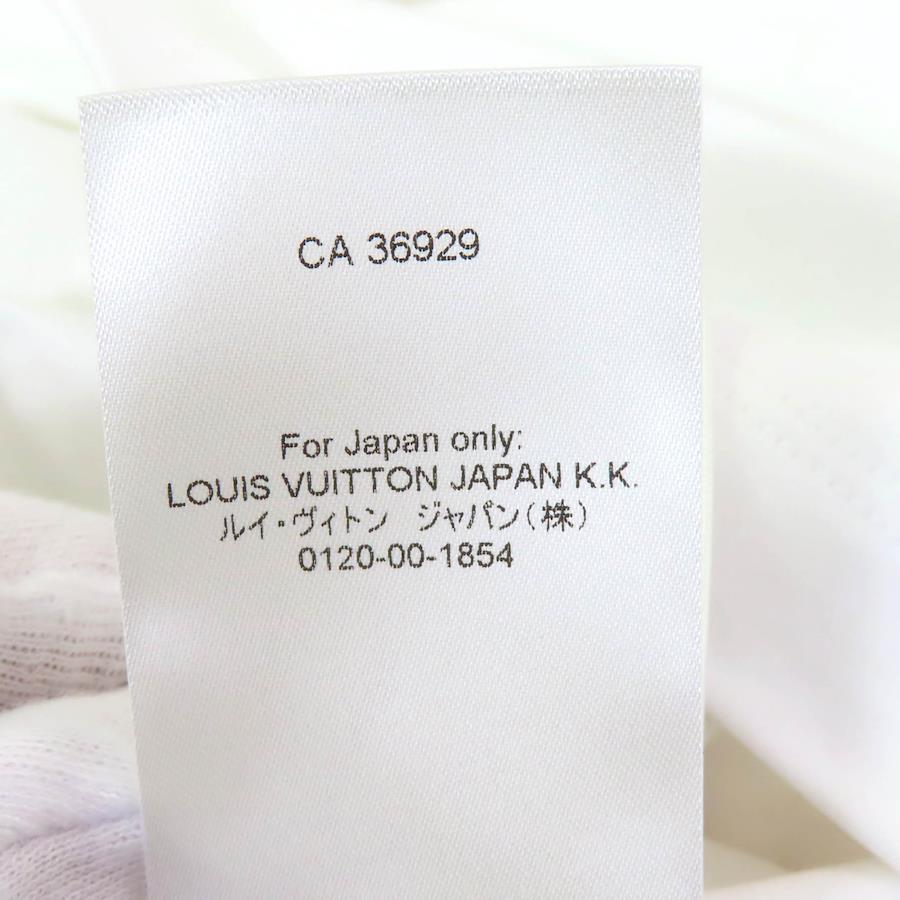 CA 36929
For Japan only:
LOUIS VUITTON JAPAN K.K.
ルイ・ヴィトン　ジャパン(株)
0120-00-1854